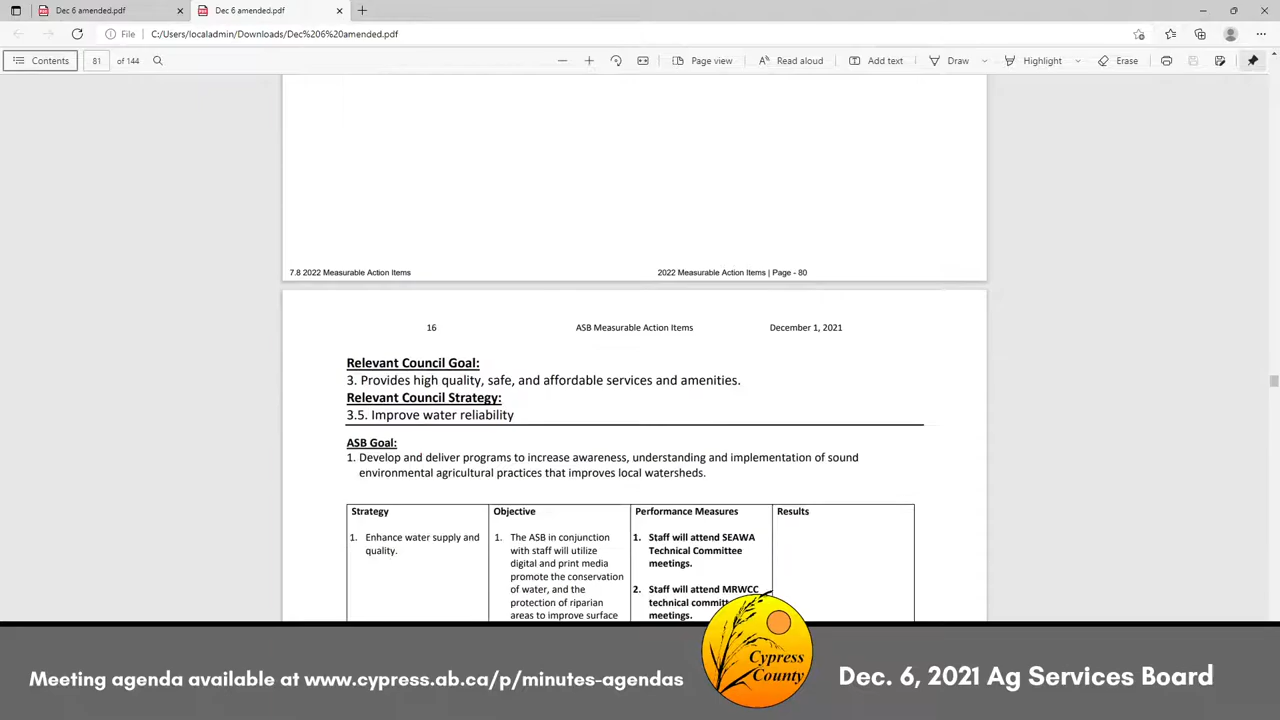 Dec 6 amended.pdf
Dec 6 amended.pdf
File C:/Users/localadmin/Downloads/Dec%206%20amended.pdf
Contents 81 of 144 Page view Read aloud Add text Draw Highlight Erase
7.8 2022 Measurable Action Items 2022 Measurable Action Items | Page - 80
16 ASB Measurable Action Items December 1, 2021
Relevant Council Goal:
3. Provides high quality, safe, and affordable services and amenities.
Relevant Council Strategy:
3.5. Improve water reliability
ASB Goal:
1. Develop and deliver programs to increase awareness, understanding and implementation of sound
environmental agricultural practices that improves local watersheds.
Strategy
1. Enhance water supply and
quality.
Objective
1. The ASB in conjunction
with staff will utilize
digital and print media
promote the conservation
of water, and the
protection of riparian
areas to improve surface
Performance Measures
1. Staff will attend SEAWA
Technical Committee
meetings.
2. Staff will attend MRWCC
technical
meetings.
Results
Meeting agenda available at www.cypress.ab.ca/p/minutes-agendas
Cypress
County
Dec. 6, 2021 Ag Services Board